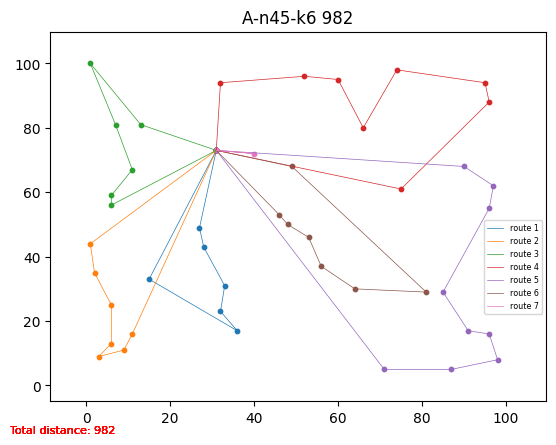 A-n45-k6 982
100
80
60
40
20
0
0 20 40 60 80 100
route 1
route 2
route 3
route 4
route 5
route 6
route 7
Total distance: 982